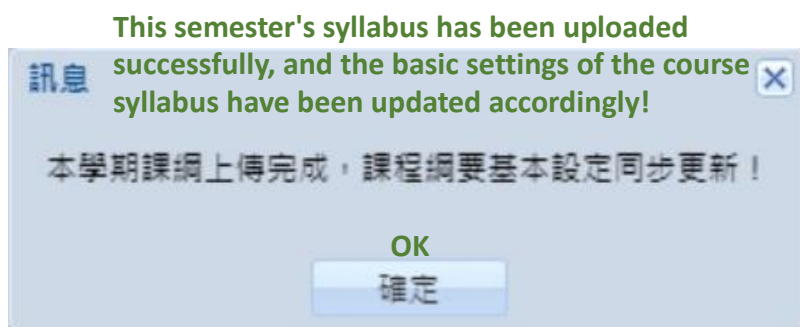 This semester's syllabus has been uploaded
successfully, and the basic settings of the course
syllabus have been updated accordingly!
訊息
本學期課綱上傳完成，課程綱要基本設定同步更新！
OK
確定